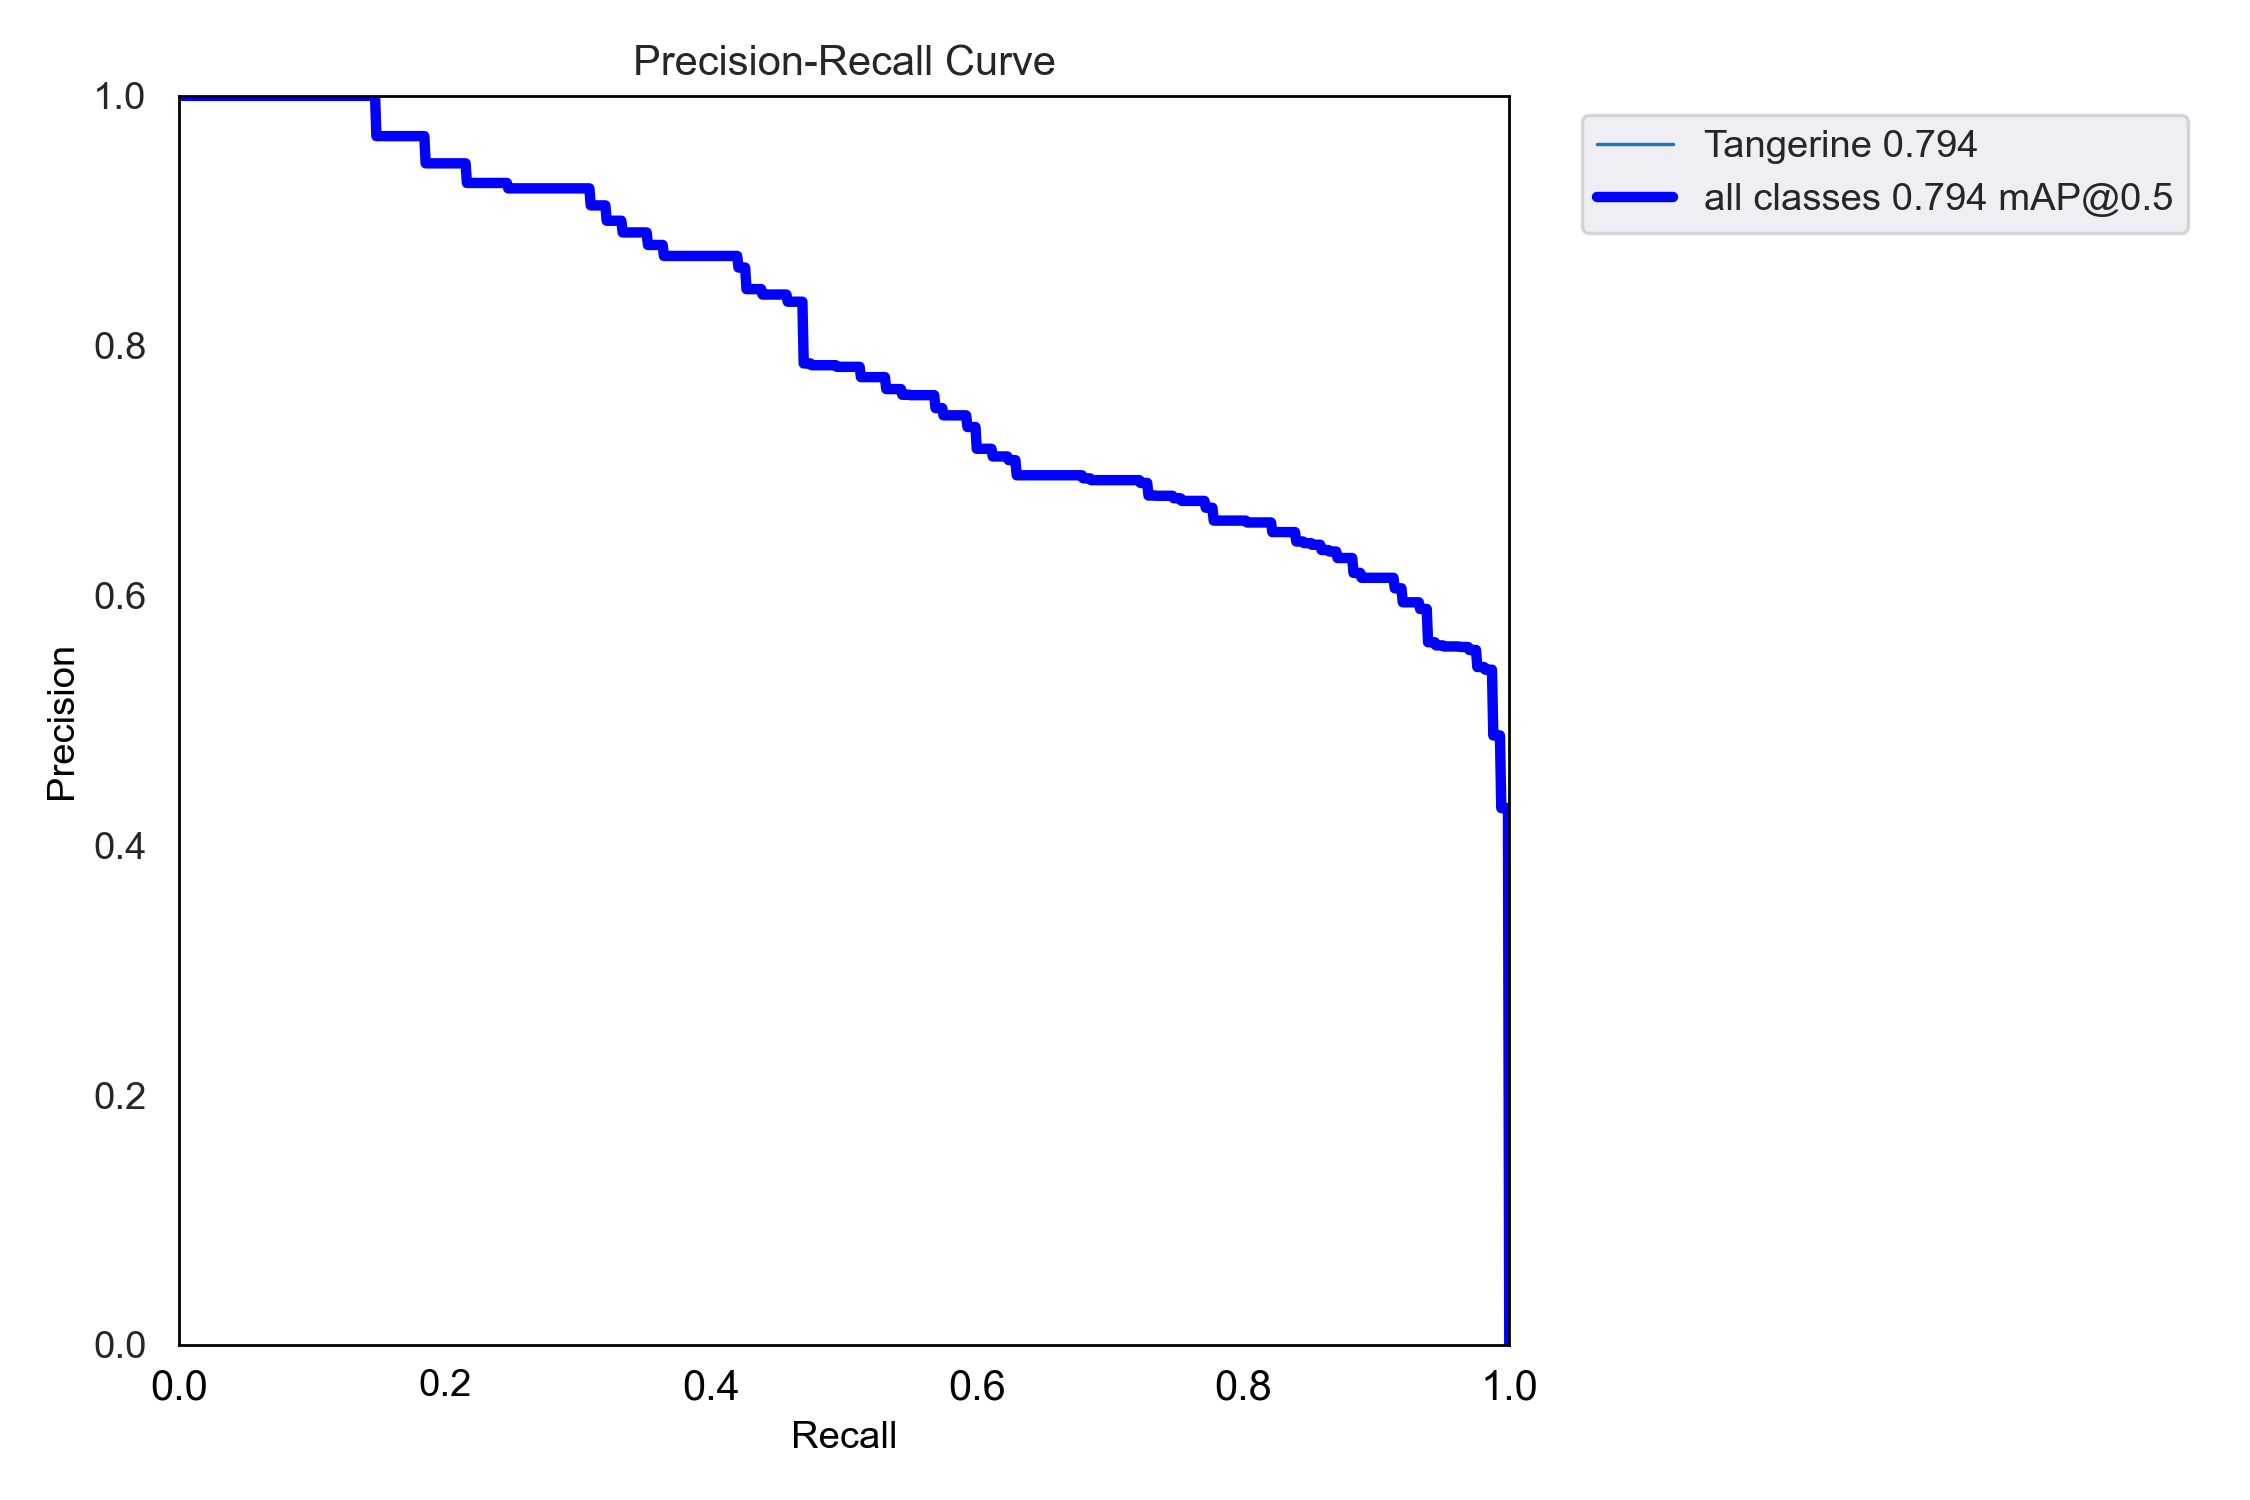 Precision-Recall Curve
1.0
0.8
0.6
0.4
0.2
0.0
Precision
0.0 0.2 0.4 0.6 0.8 1.0
Recall
Tangerine 0.794
all classes 0.794 mAP@0.5